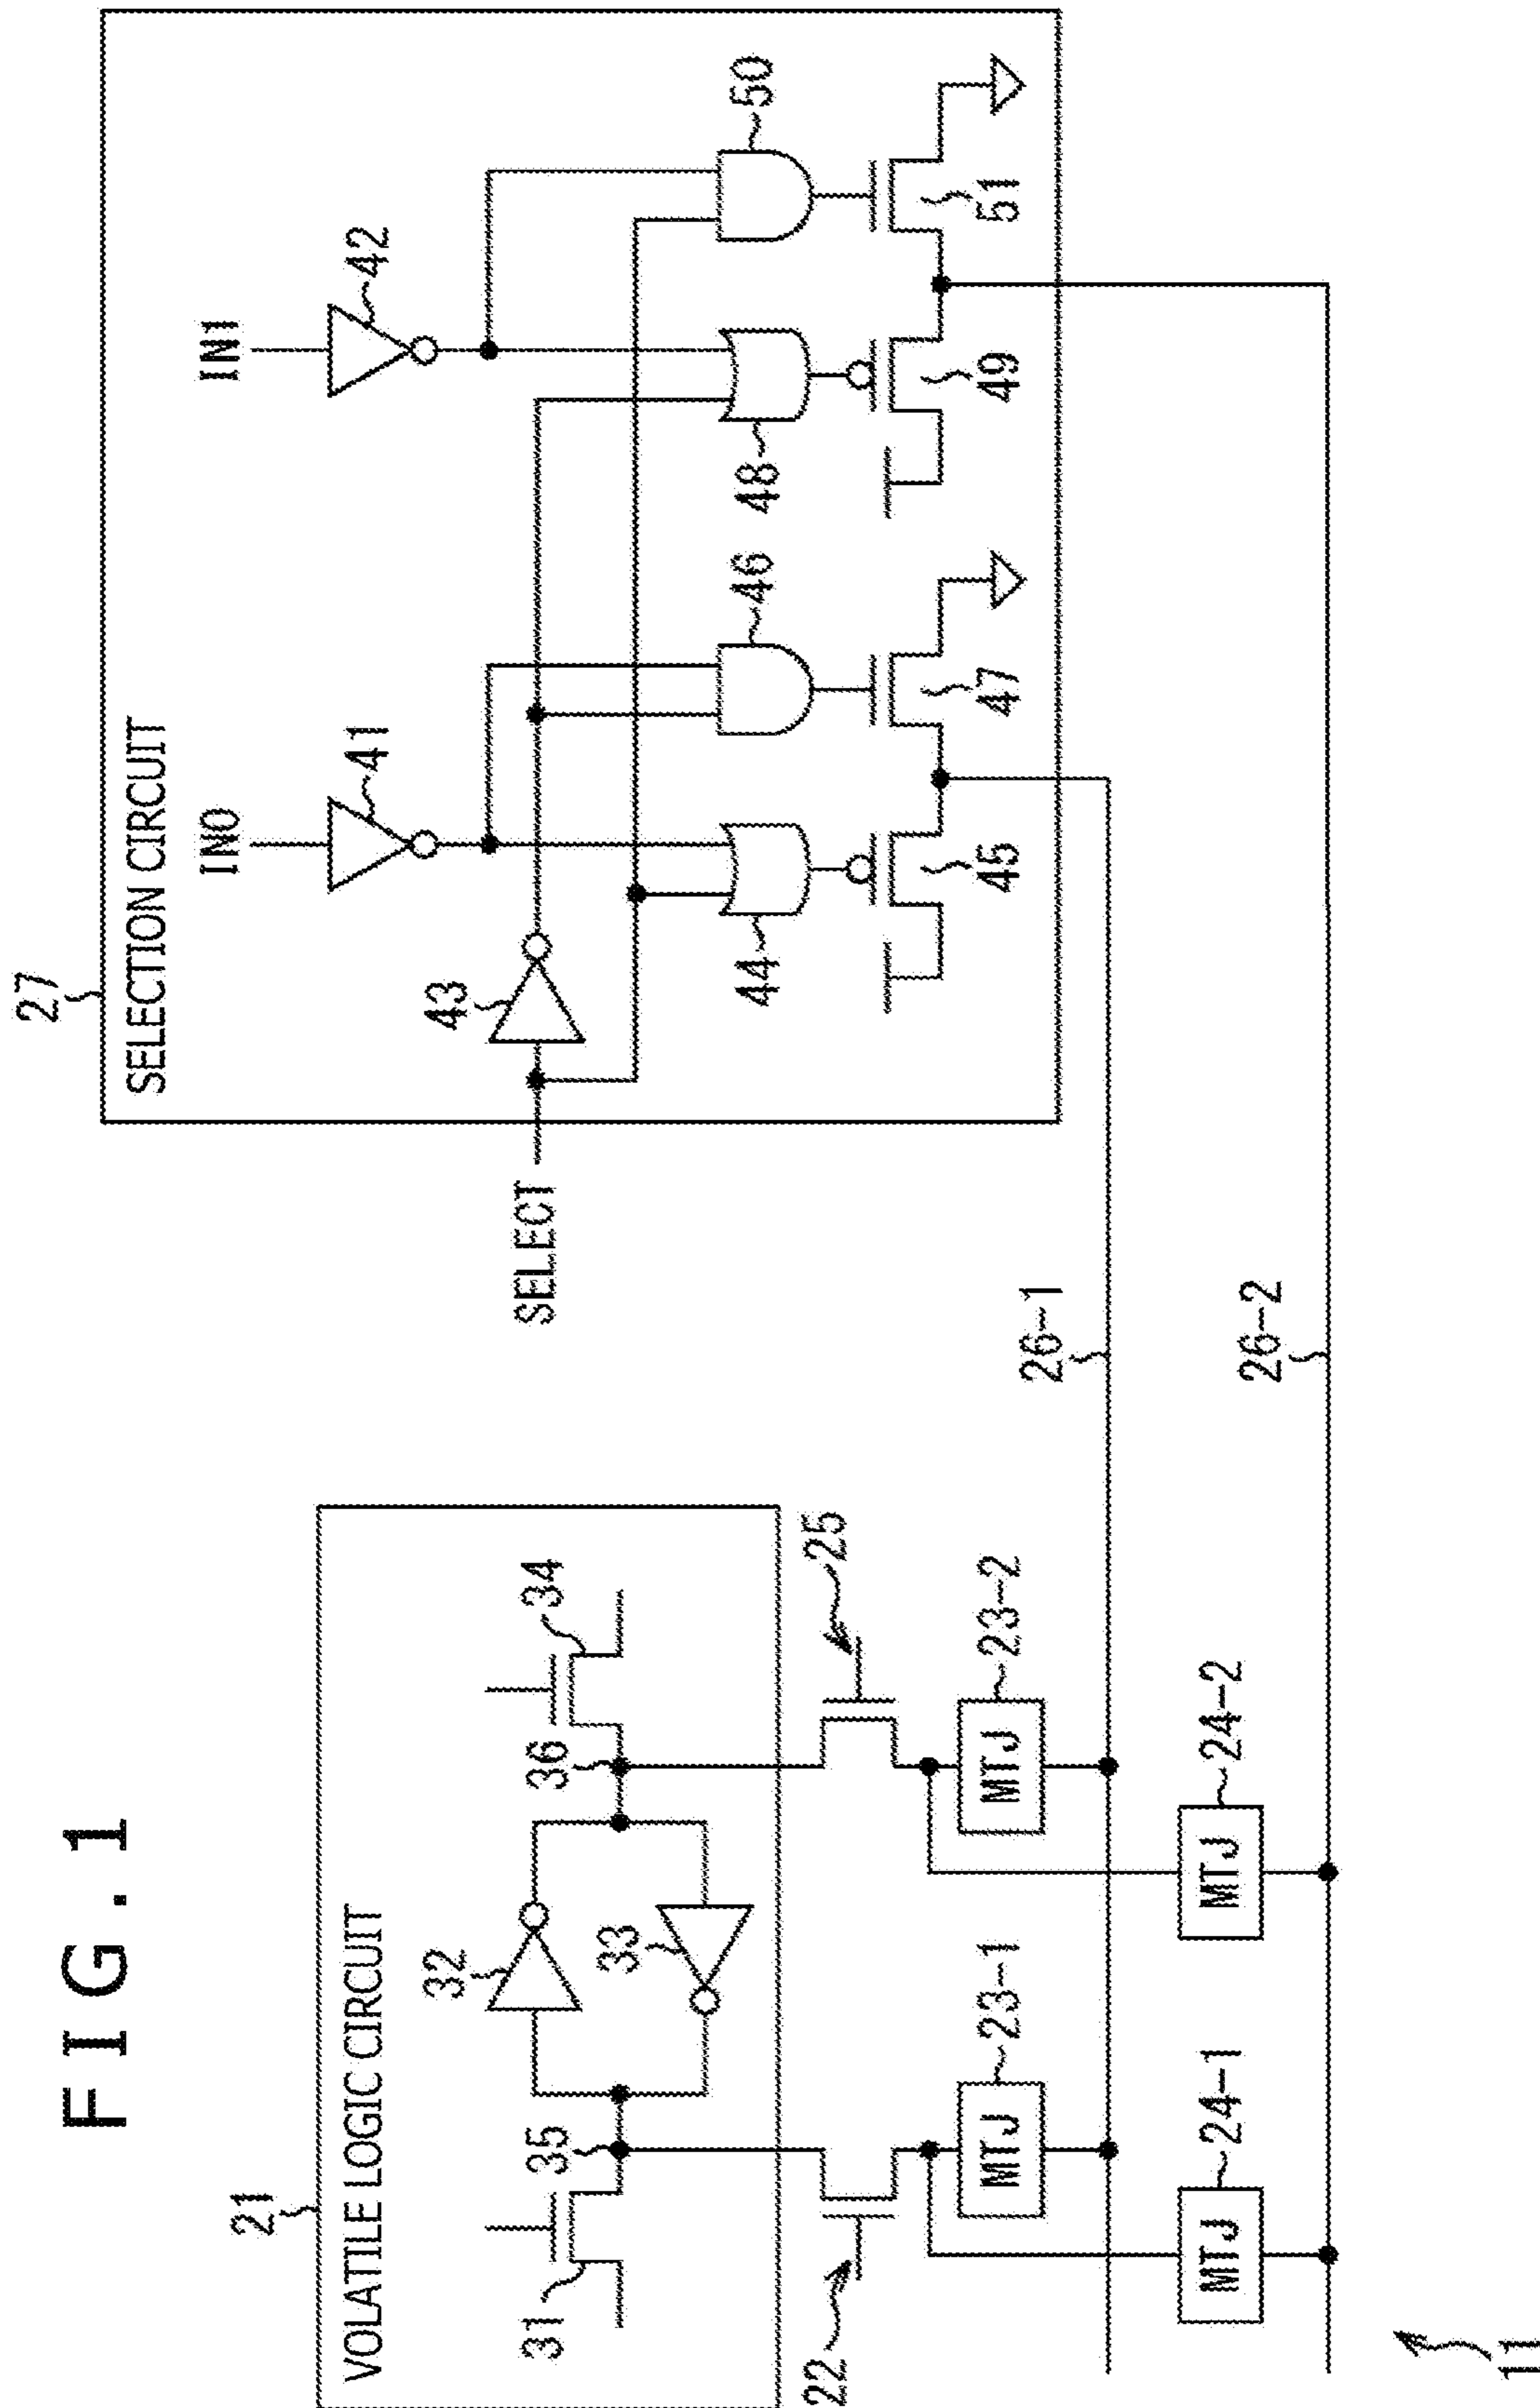 FIG. 1
27
SELECTION CIRCUIT
IN0
IN1
41
42
43
SELECT
44
46
48
50
45
47
49
51
21
VOLATILE LOGIC CIRCUIT
32
31
35
33
36
34
22
25
MTJ
23-1
MTJ
23-2
26-1
MTJ
24-1
MTJ
24-2
26-2
11